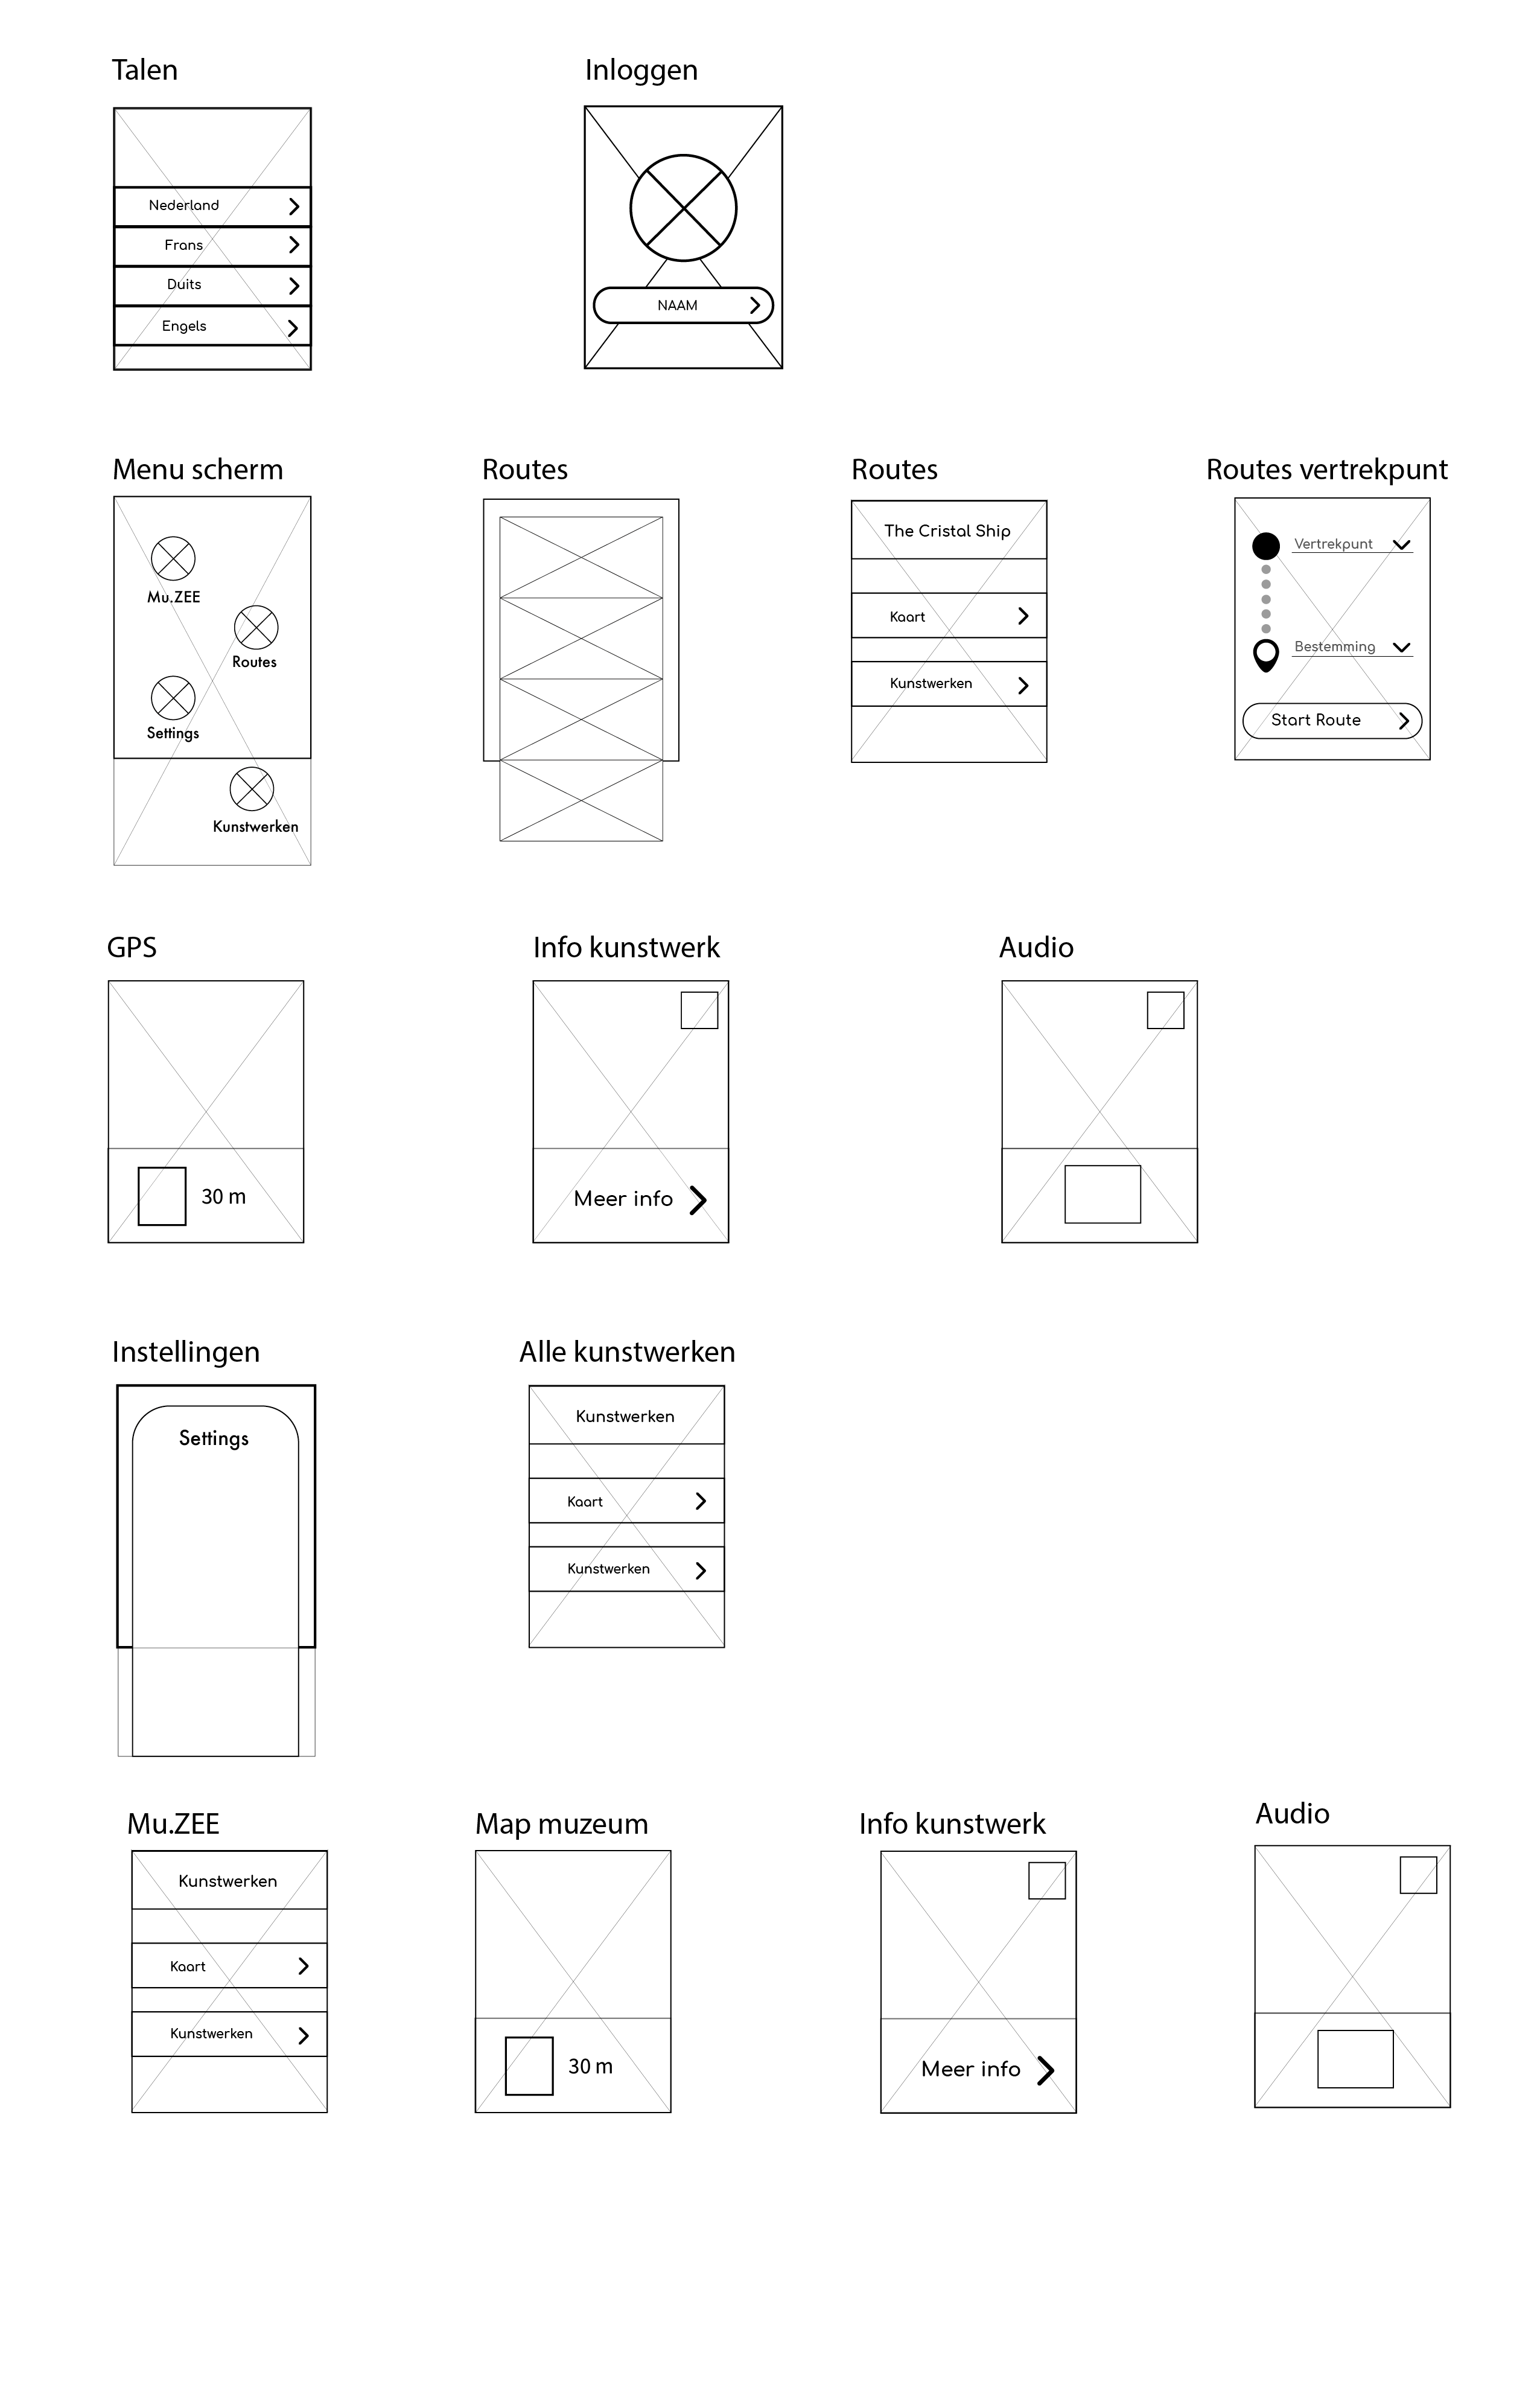 Talen
Inloggen
Nederland
Frans
Duits
Engels
NAAM
Menu scherm
Routes
Routes
Routes vertrekpunt
Mu.ZEE
Routes
Settings
Kunstwerken
The Cristal Ship
Kaart
Kunstwerken
Vertrekpunt
Bestemming
Start Route
GPS
Info kunstwerk
Audio
30 m
Meer info
Instellingen
Alle kunstwerken
Settings
Kunstwerken
Kaart
Kunstwerken
Mu.ZEE
Map muzeum
Info kunstwerk
Audio
Kunstwerken
Kaart
Kunstwerken
30 m
Meer info